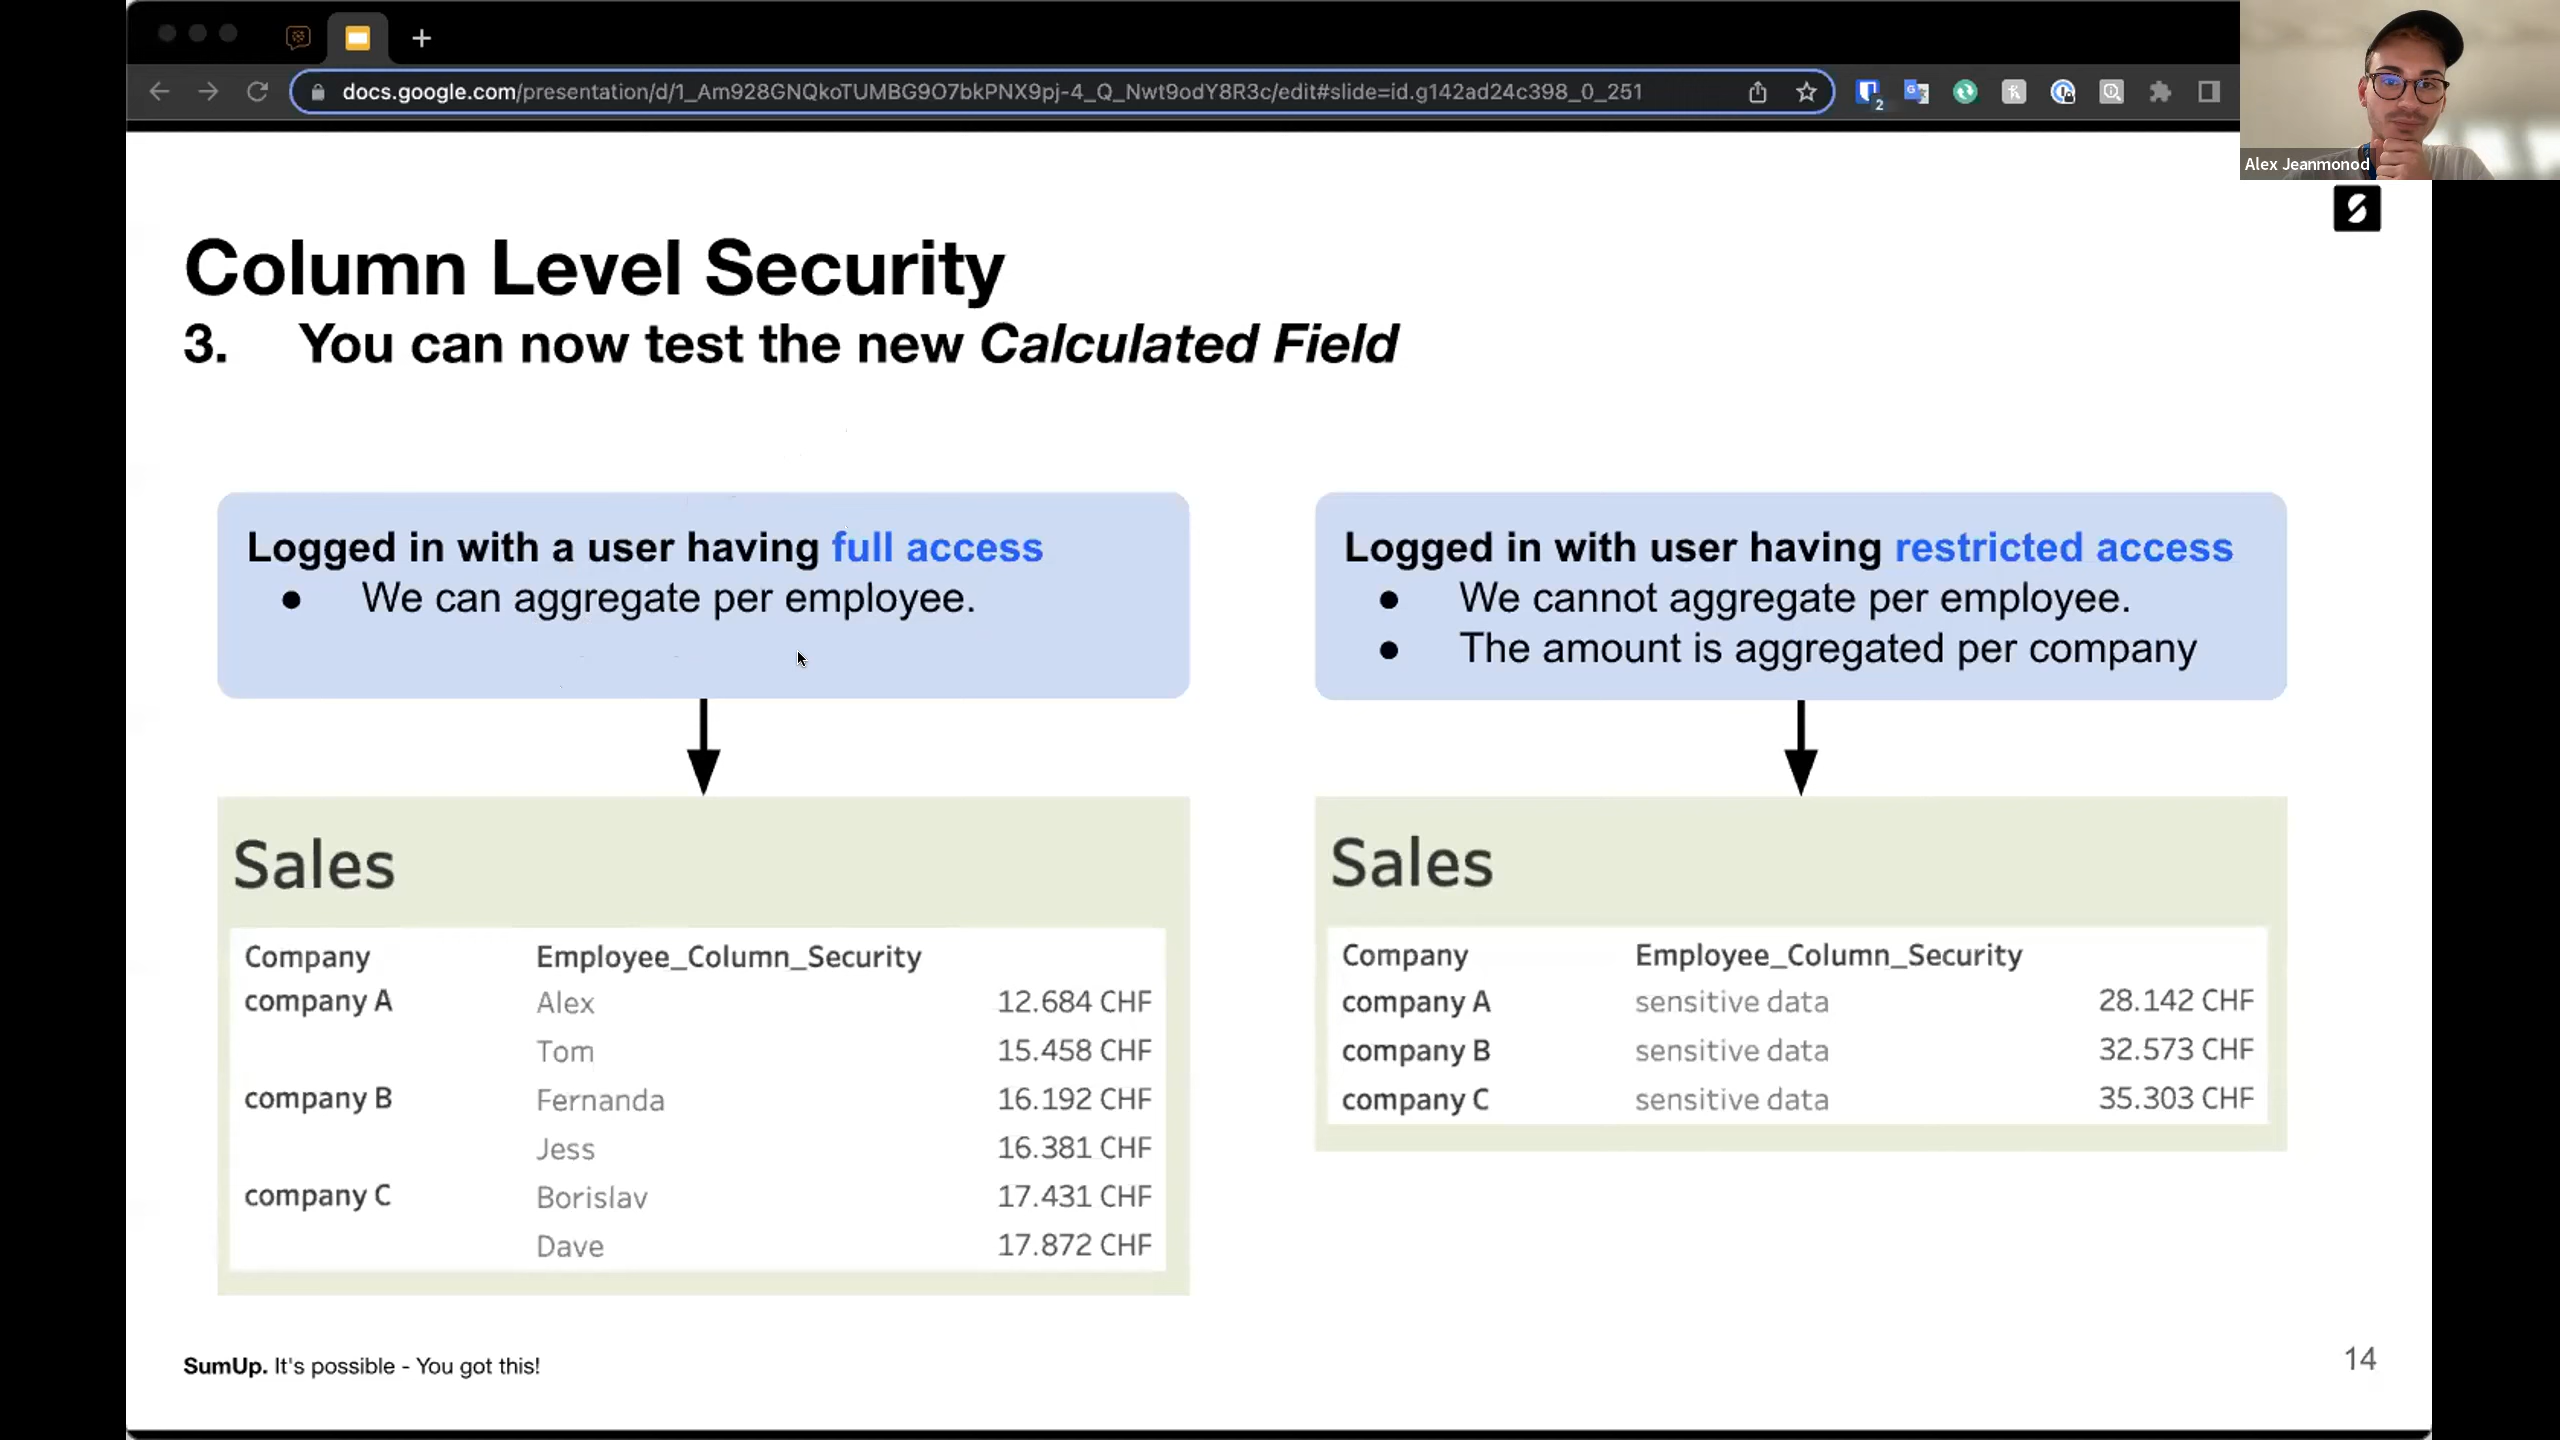 docs.google.com/presentation/d/1_Am928GNQkoTUMBG9O7bkPNX9pj-4_Q_Nwt9odY8R3c/edit#slide=id.g142ad24c398_0_251
2
Alex Jeanmonod
Column Level Security
3. You can now test the new Calculated Field
Logged in with a user having full access
● We can aggregate per employee.
Logged in with user having restricted access
● We cannot aggregate per employee.
● The amount is aggregated per company
Sales
Company Employee_Column_Security
company A Alex 12.684 CHF
Tom 15.458 CHF
company B Fernanda 16.192 CHF
Jess 16.381 CHF
company C Borislav 17.431 CHF
Dave 17.872 CHF
Sales
Company Employee_Column_Security
company A sensitive data 28.142 CHF
company B sensitive data 32.573 CHF
company C sensitive data 35.303 CHF
SumUp. It's possible - You got this!
14